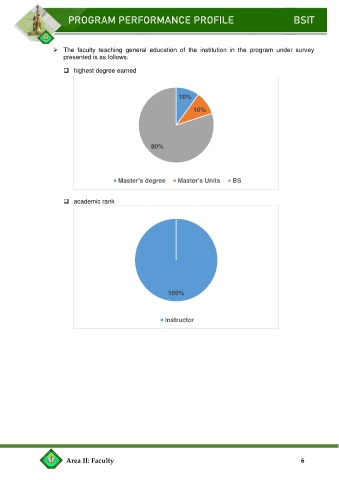 PROGRAM PERFORMANCE PROFILE BSIT
➢ The faculty teaching general education of the institution in the program under survey
presented is as follows:
❑ highest degree earned
10%
10%
80%
Master's degree Master's Units BS
❑ academic rank
100%
Instructor
Area II: Faculty 6